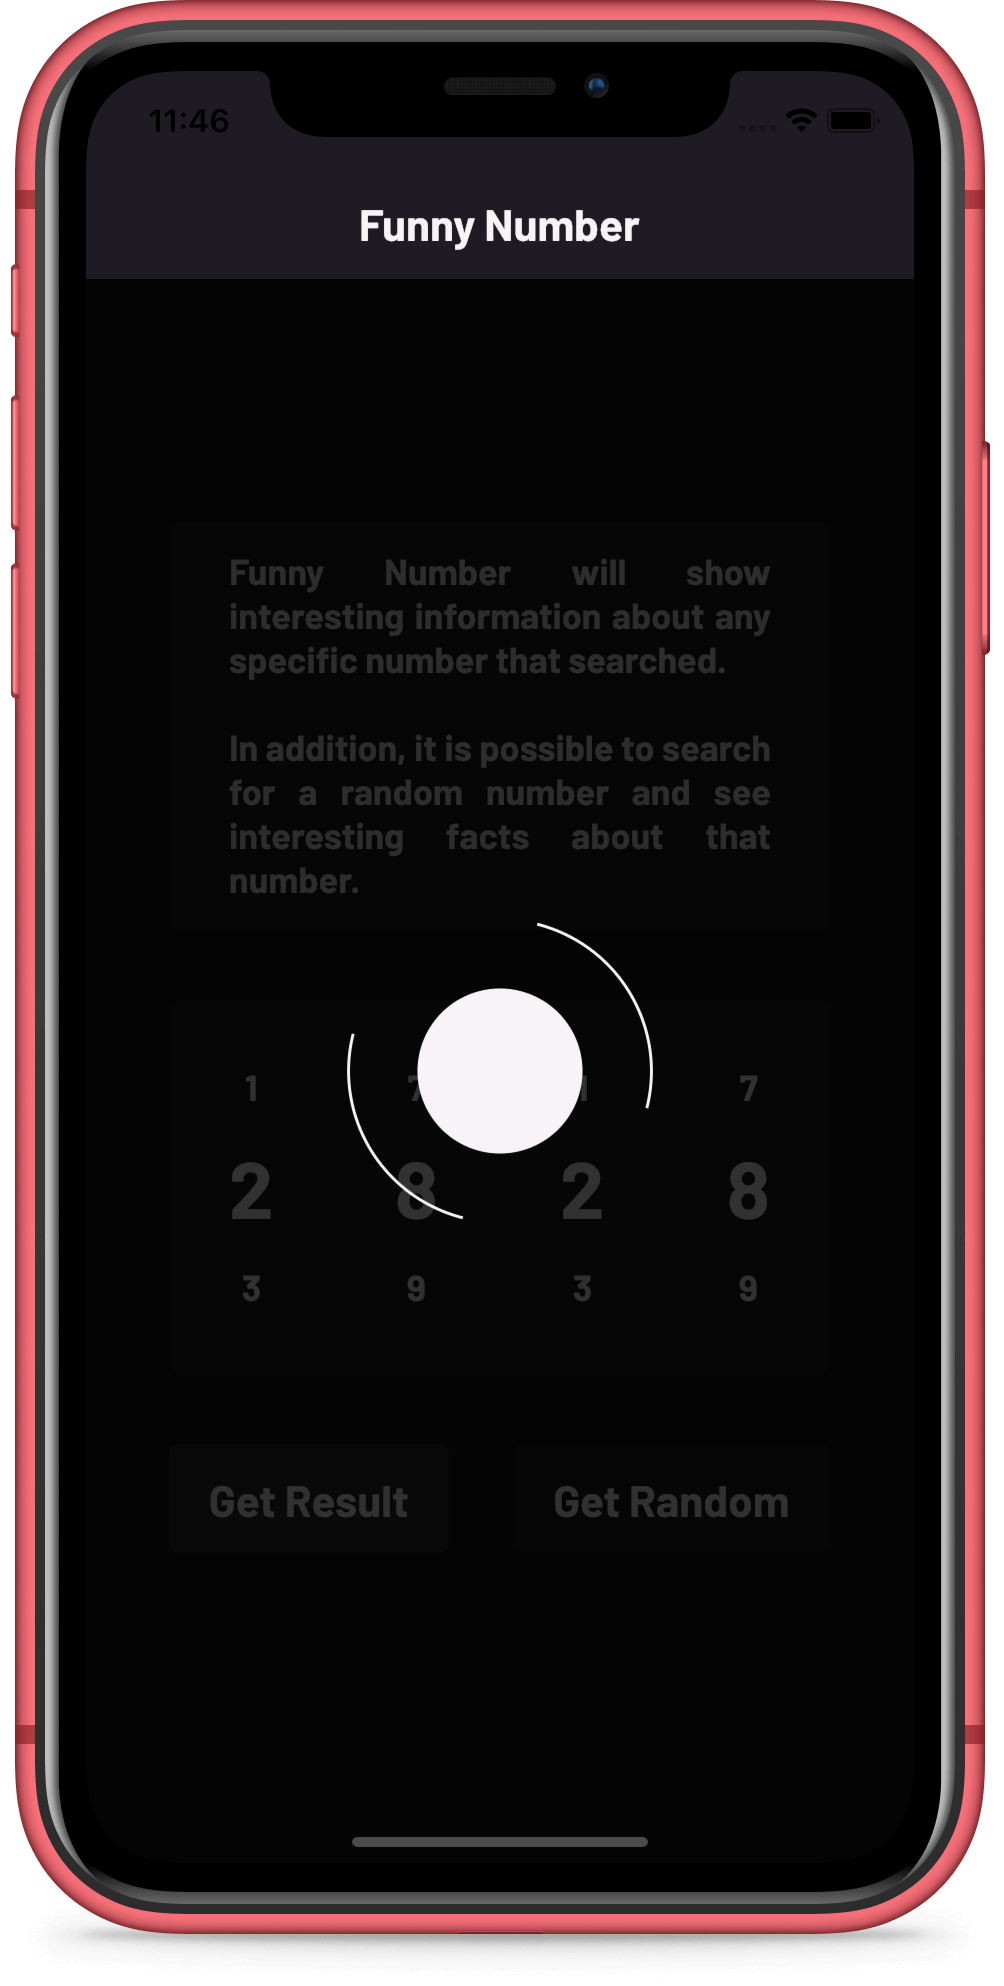 11:46
Funny Number
Funny Number will show
interesting information about any
specific number that searched.
In addition, it is possible to search
for a random number and see
interesting facts about that
number.
1 7 1 7
2 8 2 8
3 9 3 9
Get Result Get Random